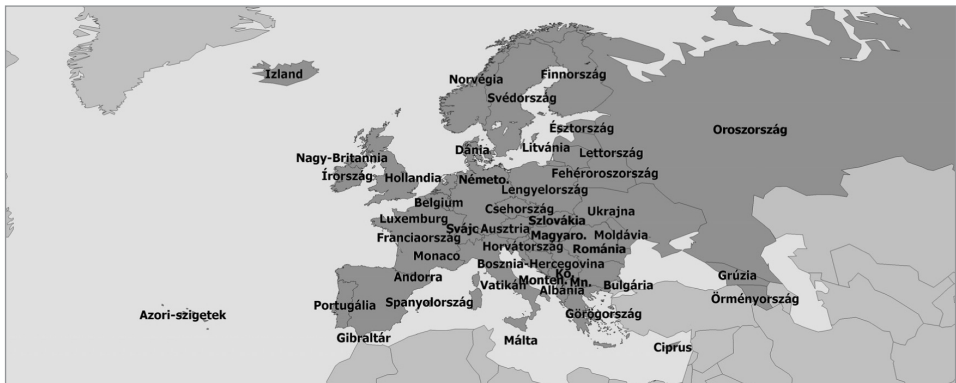 Izland
Norvégia
Finnország
Svédország
Észtország
Oroszország
Litvánia
Dánia
Lettország
Nagy-Britannia
Írország
Hollandia
Németo.
Fehéroroszország
Lengyelország
Belgium
Csehország
Ukrajna
Luxemburg
Szlovákia
Svájc
Ausztria
Magyaro.
Moldávia
Franciaország
Horvátország
Románia
Monaco
Bosznia-Hercegovina
Kō.
Andorra
Vatikán
Monten.
Mn.
Albánia
Bulgária
Grúzia
Örményország
Portugália
Spanyolország
Görögország
Azori-szigetek
Gibraltár
Málta
Ciprus